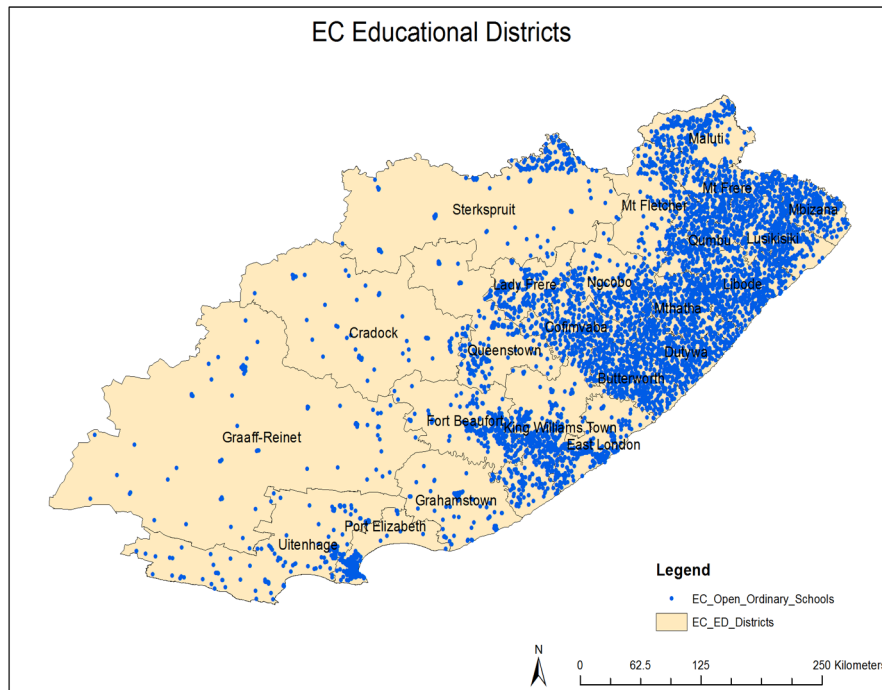 EC Educational Districts
Maluti
Mt Frere
Mt Fletcher
Mbizana
Sterkspruit
Qumbu
Lusikisiki
Lady Frere
Ngcobo
Libode
Mthatha
Cofimvaba
Cradock
Queenstown
Dutywa
Butterworth
Fort Beaufort
King Williams Town
Graaff-Reinet
East London
Grahamstown
Port Elizabeth
Uitenhage
Legend
EC_Open_Ordinary_Schools
EC_ED_Districts
N
0 62.5 125 250 Kilometers